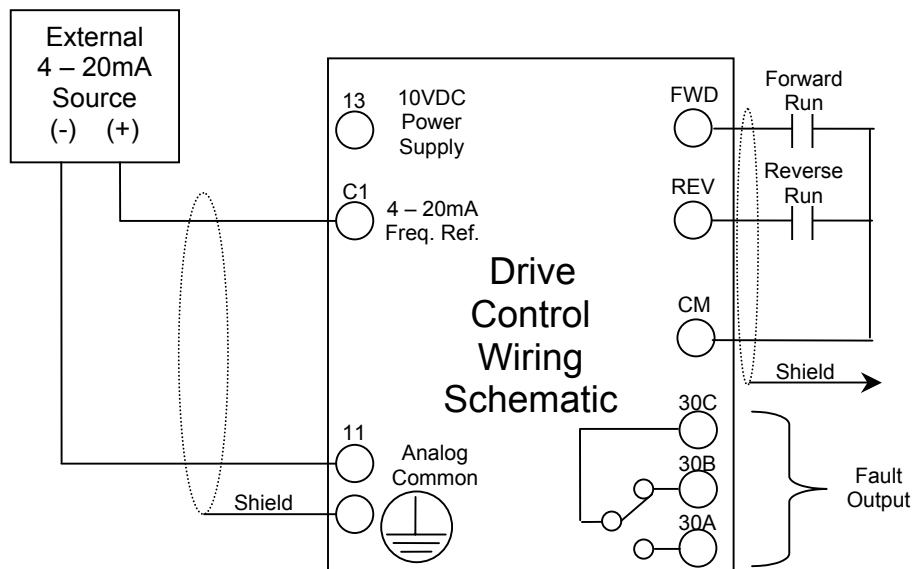 External
4 – 20mA
Source
(-) (+)
13
10VDC
Power
Supply
C1
4 – 20mA
Freq. Ref.
Drive
Control
Wiring
Schematic
11
Analog
Common
Shield
FWD
Forward
Run
REV
Reverse
Run
CM
Shield
30C
30B
30A
Fault
Output